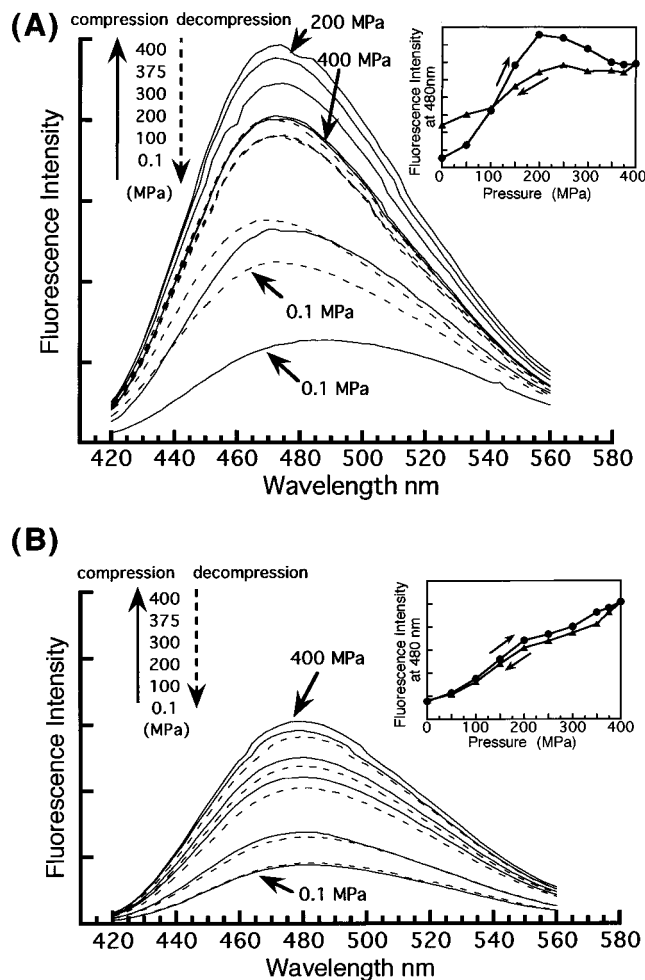 (A)
compression decompression
400
375
300
200
100
0.1
(MPa)
200 MPa
400 MPa
0.1 MPa
0.1 MPa
Fluorescence Intensity
420 440 460 480 500 520 540 560 580
Wavelength nm
Fluorescence Intensity
at 480nm
0 100 200 300 400
Pressure (MPa)
(B)
compression decompression
400
375
300
200
100
0.1
(MPa)
400 MPa
0.1 MPa
Fluorescence Intensity
420 440 460 480 500 520 540 560 580
Wavelength nm
Fluorescence Intensity
at 480 nm
0 100 200 300 400
Pressure (MPa)